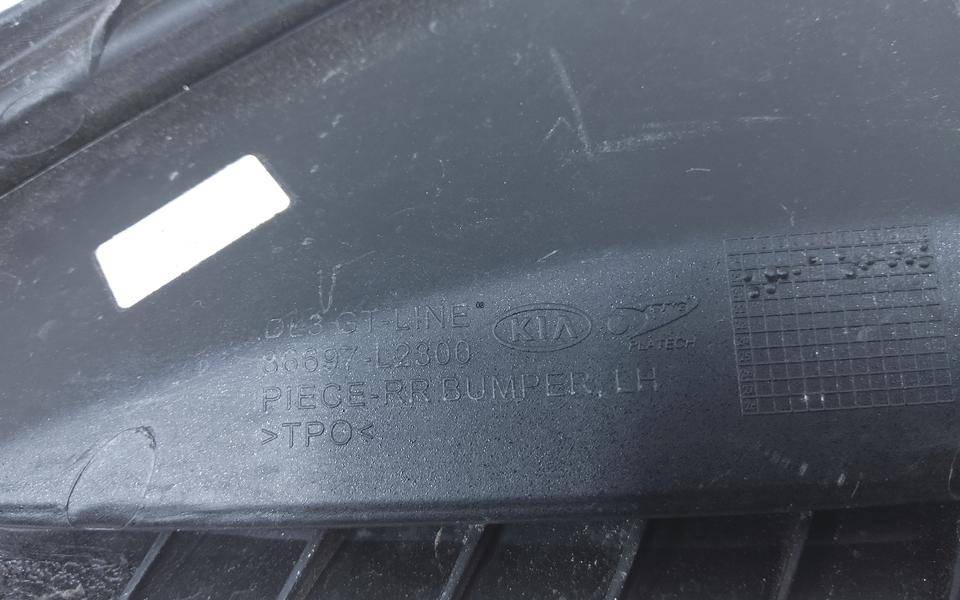 DL3 GT-LINE
86697-L2300
PIECE-RR BUMPER, LH
>TPO<
KIA
PLATECH